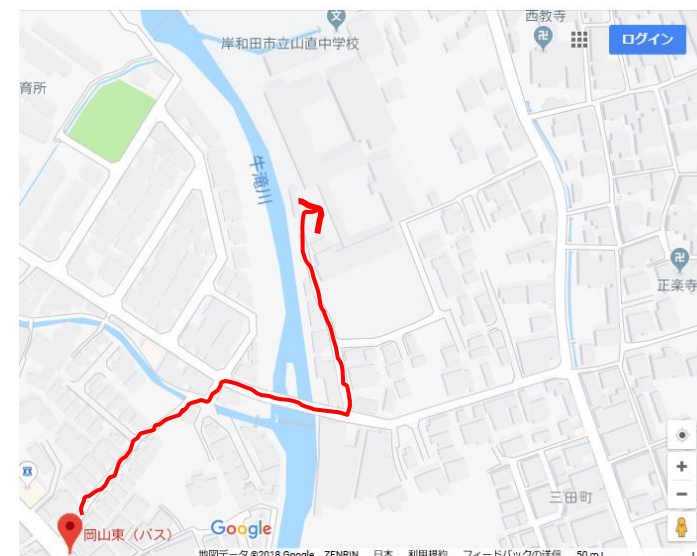 西教寺
ログイン
岸和田市立山直中学校
育所
牛滝川
正楽寺
三田町
岡山東（バス）
Google
地図データ ©2018 Google、ZENRIN 日本 利用規約 フィードバックの送信 50 m